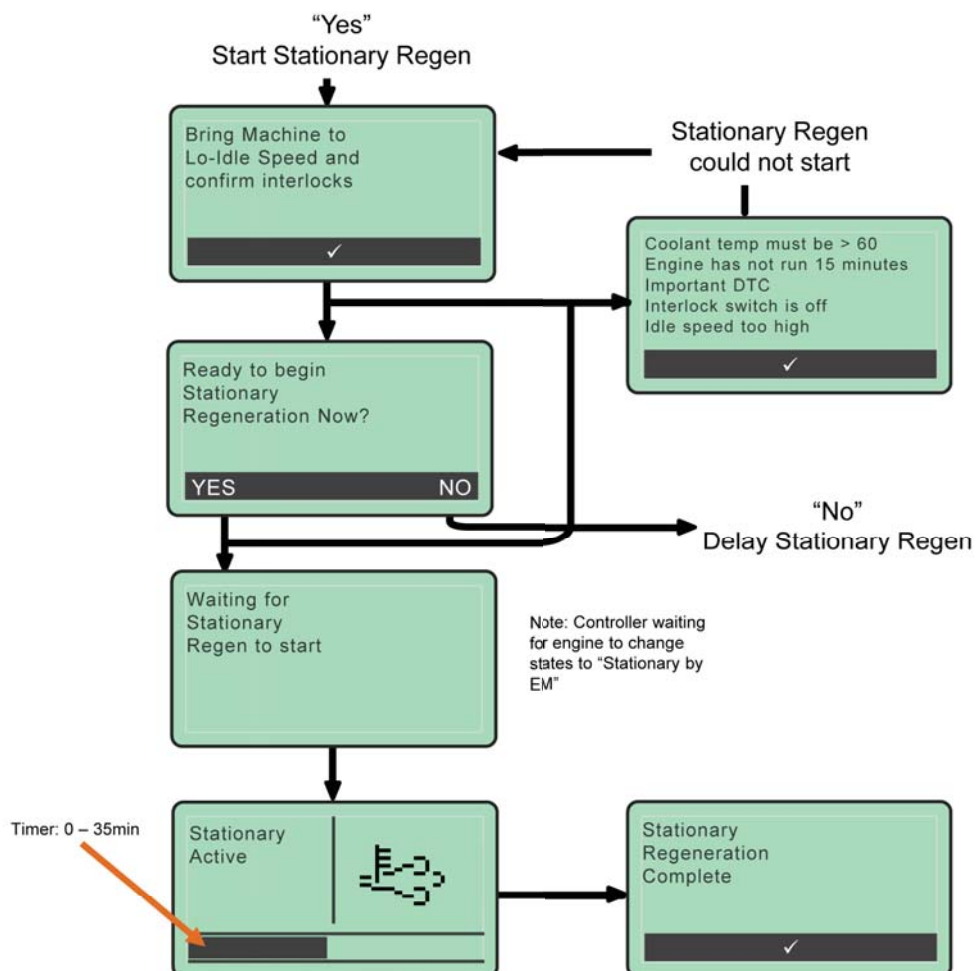 “Yes”
Start Stationary Regen
Bring Machine to
Lo-Idle Speed and
confirm interlocks
✓
Stationary Regen
could not start
Coolant temp must be > 60
Engine has not run 15 minutes
Important DTC
Interlock switch is off
Idle speed too high
✓
Ready to begin
Stationary
Regeneration Now?
YES NO
“No”
Delay Stationary Regen
Waiting for
Stationary
Regen to start
Note: Controller waiting
for engine to change
states to “Stationary by
EM”
Timer: 0 – 35min
Stationary
Active
Stationary
Regeneration
Complete
✓